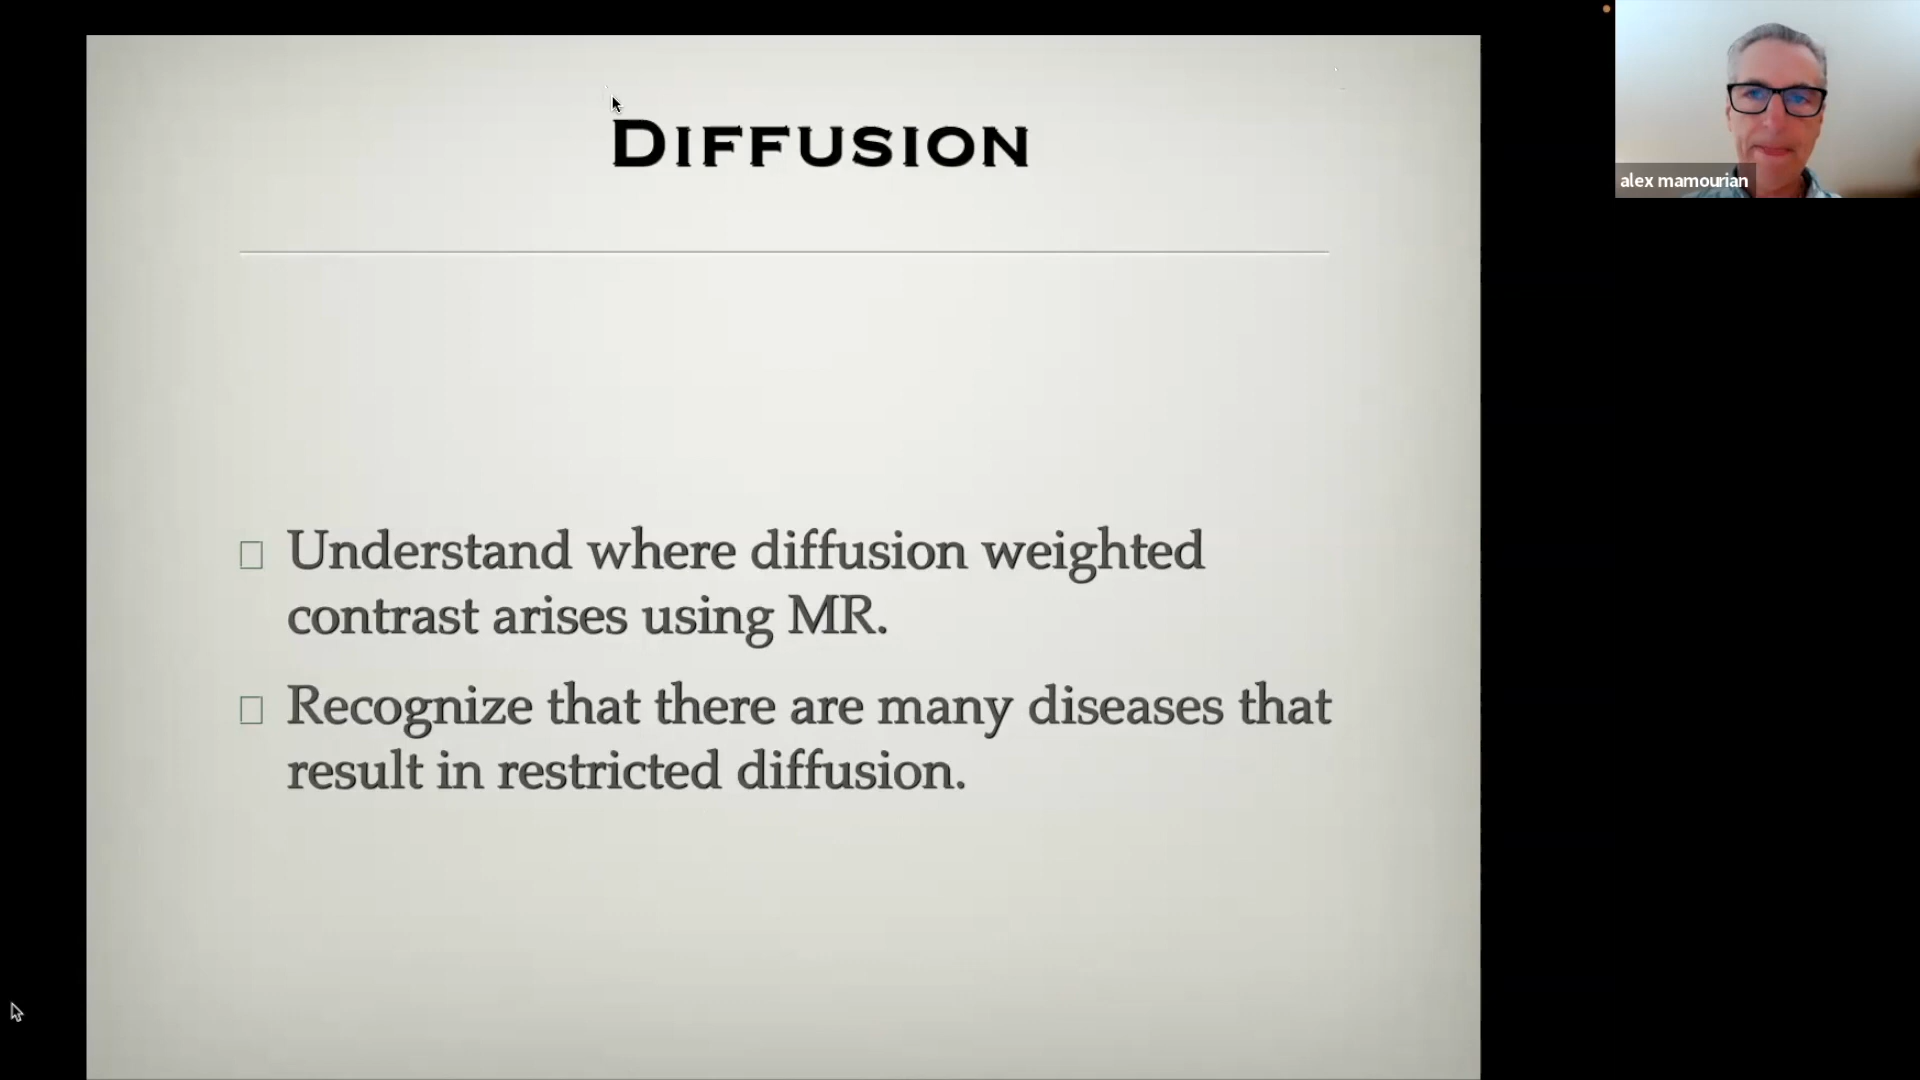 DIFFUSION
Understand where diffusion weighted
contrast arises using MR.
Recognize that there are many diseases that
result in restricted diffusion.
alex mamourian